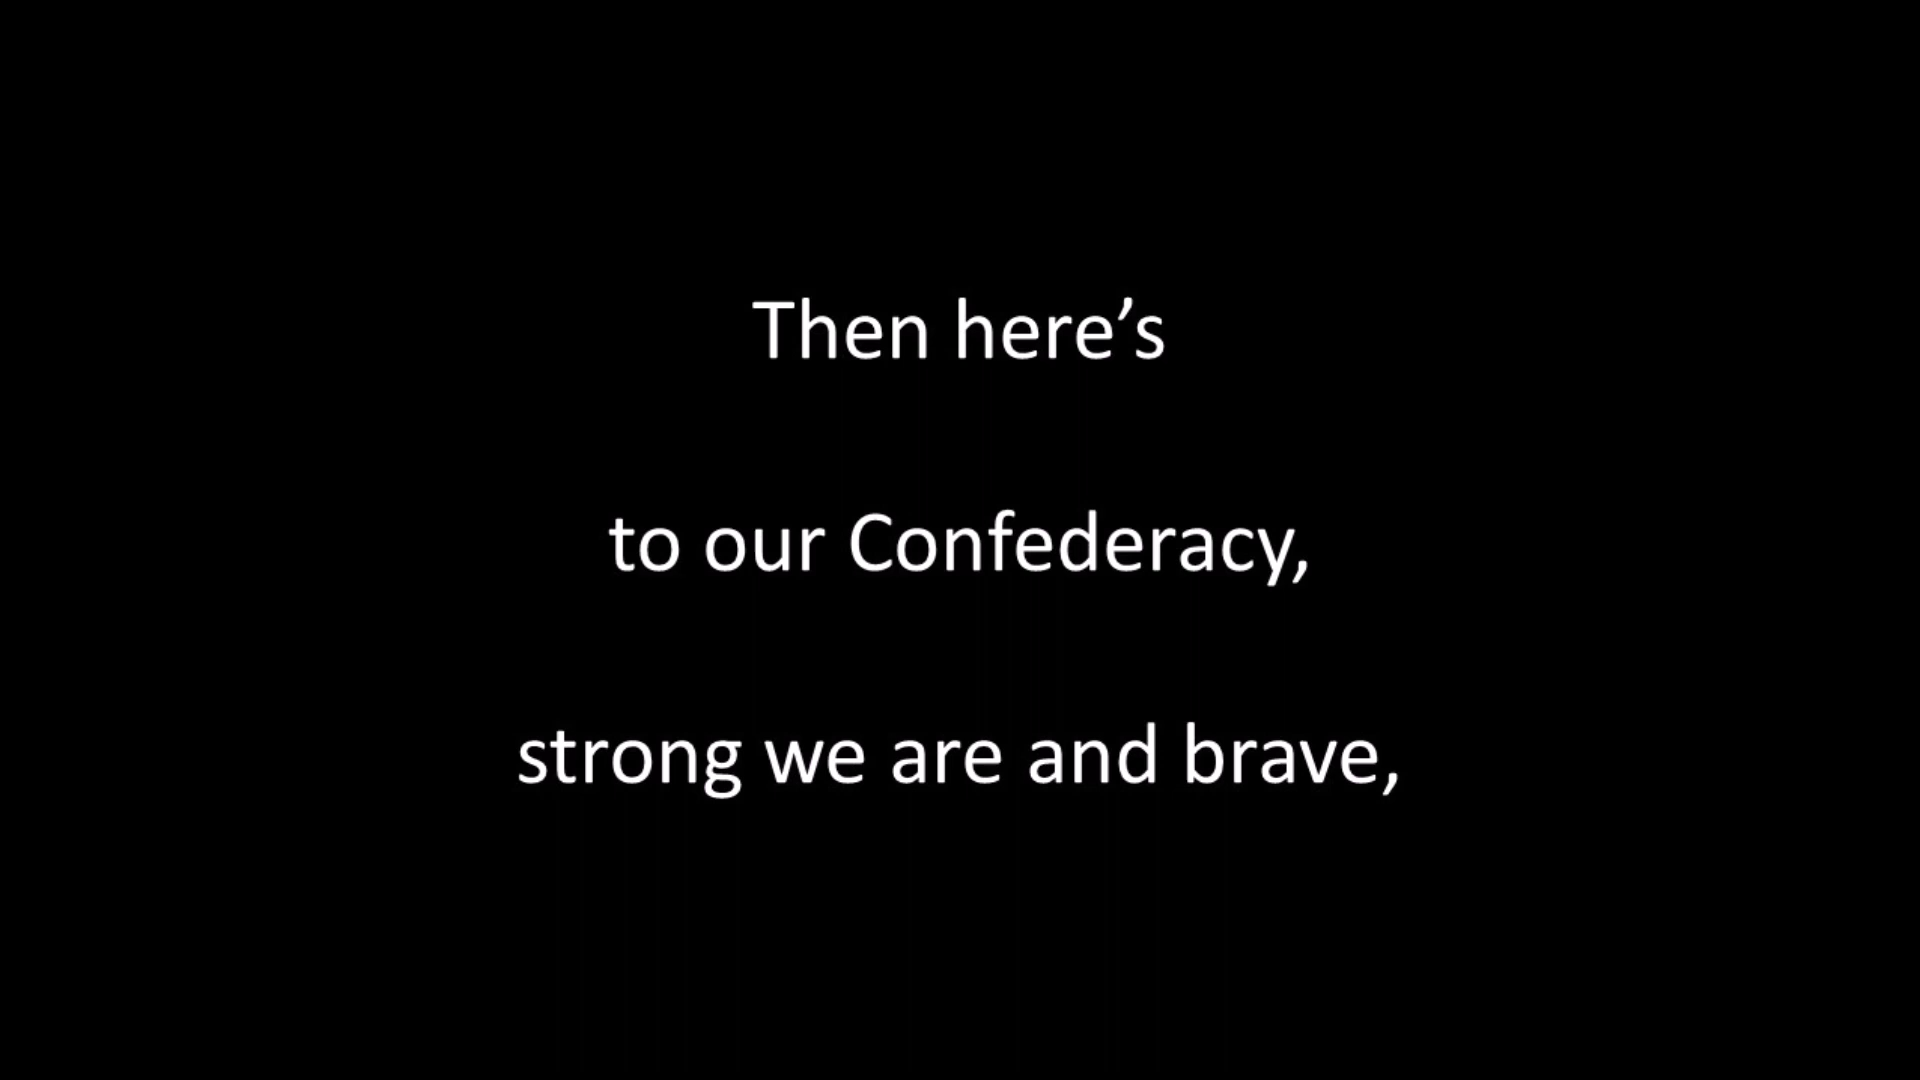 Then here’s
to our Confederacy,
strong we are and brave,